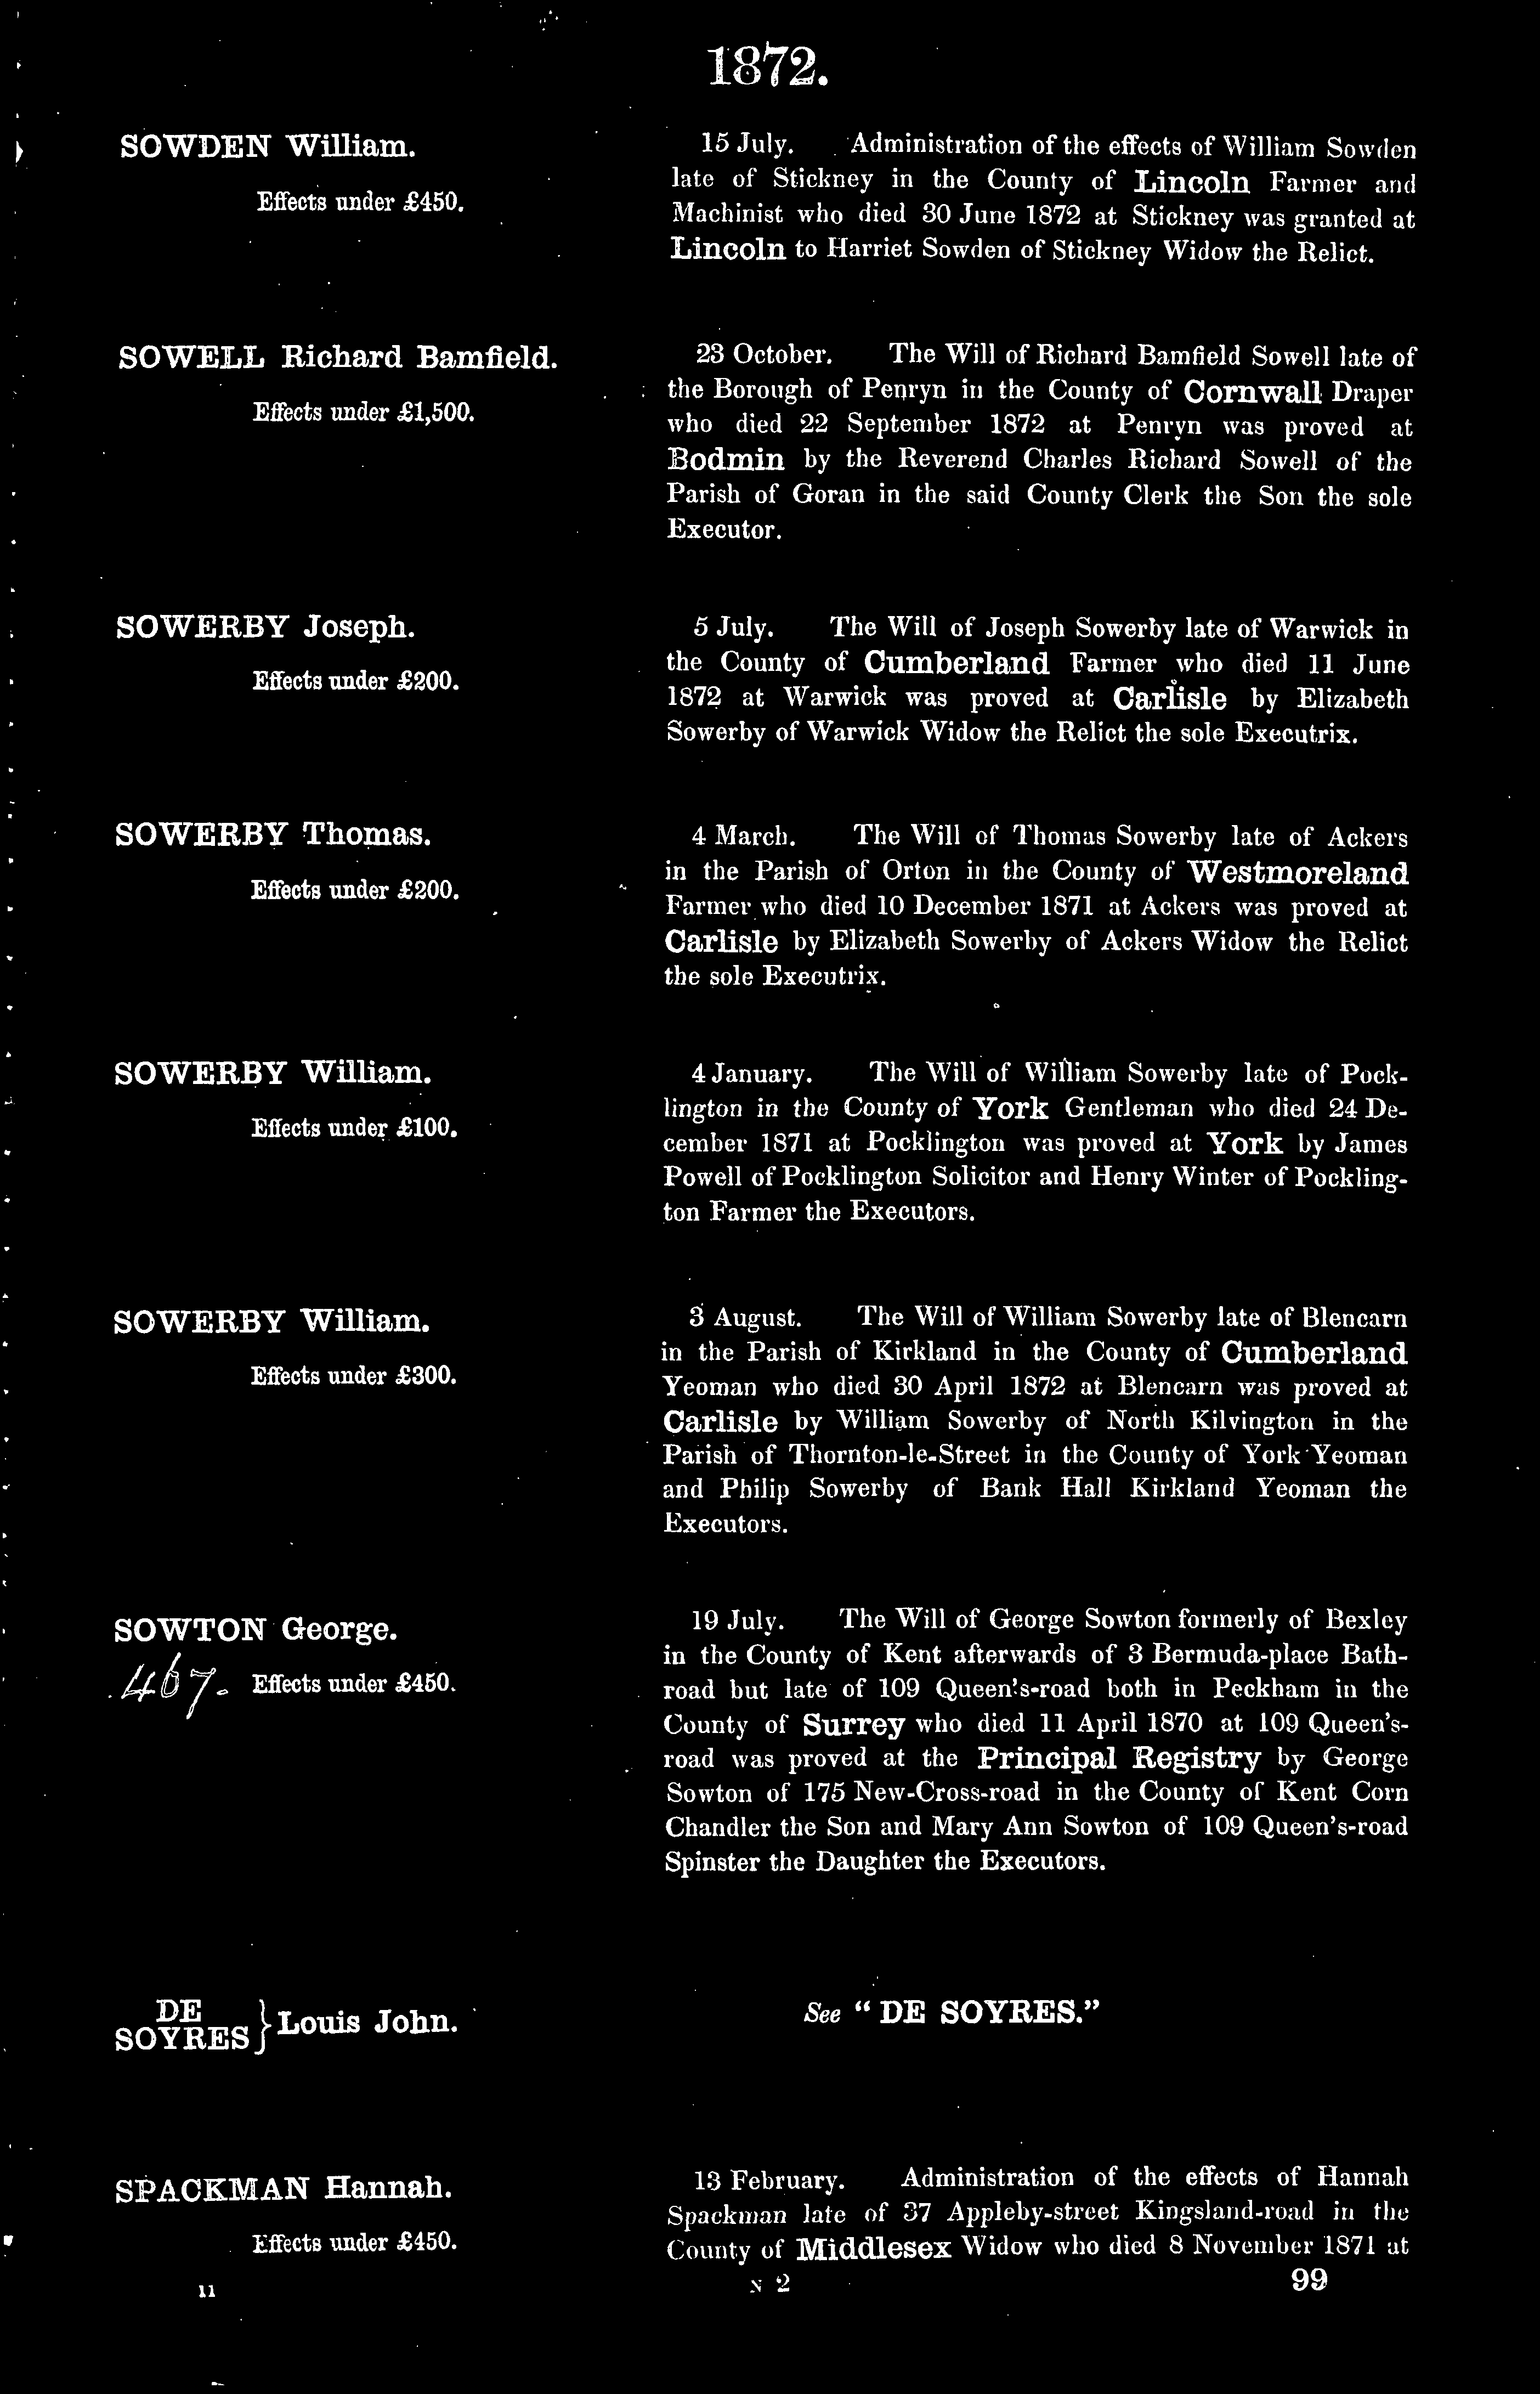 1872.
SOWDEN William.
Effects under £450.
15 July. Administration of the effects of William Sowden
late of Stickney in the County of Lincoln Farmer and
Machinist who died 30 June 1872 at Stickney was granted at
Lincoln to Harriet Sowden of Stickney Widow the Relict.
SOWELL Richard Bamfield.
Effects under £1,500.
23 October. The Will of Richard Bamfield Sowell late of
the Borough of Penryn in the County of Cornwall Draper
who died 22 September 1872 at Penryn was proved at
Bodmin by the Reverend Charles Richard Sowell of the
Parish of Goran in the said County Clerk the Son the sole
Executor.
SOWERBY Joseph.
Effects under £200.
5 July. The Will of Joseph Sowerby late of Warwick in
the County of Cumberland Farmer who died 11 June
1872 at Warwick was proved at Carlisle by Elizabeth
Sowerby of Warwick Widow the Relict the sole Executrix.
SOWERBY Thomas.
Effects under £200.
4 March. The Will of Thomas Sowerby late of Ackers
in the Parish of Orton in the County of Westmoreland
Farmer who died 10 December 1871 at Ackers was proved at
Carlisle by Elizabeth Sowerby of Ackers Widow the Relict
the sole Executrix.
SOWERBY William.
Effects under £100.
4 January. The Will of William Sowerby late of Pock-
lington in the County of York Gentleman who died 24 De-
cember 1871 at Pocklington was proved at York by James
Powell of Pocklington Solicitor and Henry Winter of Pockling-
ton Farmer the Executors.
SOWERBY William.
Effects under £300.
3 August. The Will of William Sowerby late of Blencarn
in the Parish of Kirkland in the County of Cumberland
Yeoman who died 30 April 1872 at Blencarn was proved at
Carlisle by William Sowerby of North Kilvington in the
Parish of Thornton-le-Street in the County of York Yeoman
and Philip Sowerby of Bank Hall Kirkland Yeoman the
Executors.
SOWTON George.
467. Effects under £450.
19 July. The Will of George Sowton formerly of Bexley
in the County of Kent afterwards of 3 Bermuda-place Bath-
road but late of 109 Queen's-road both in Peckham in the
County of Surrey who died 11 April 1870 at 109 Queen's-
road was proved at the Principal Registry by George
Sowton of 175 New-Cross-road in the County of Kent Corn
Chandler the Son and Mary Ann Sowton of 109 Queen's-road
Spinster the Daughter the Executors.
DE
SOYRES } Louis John.
See "DE SOYRES."
SPACKMAN Hannah.
Effects under £450.
13 February. Administration of the effects of Hannah
Spackman late of 37 Appleby-street Kingsland-road in the
County of Middlesex Widow who died 8 November 1871 at
11 N 2 99